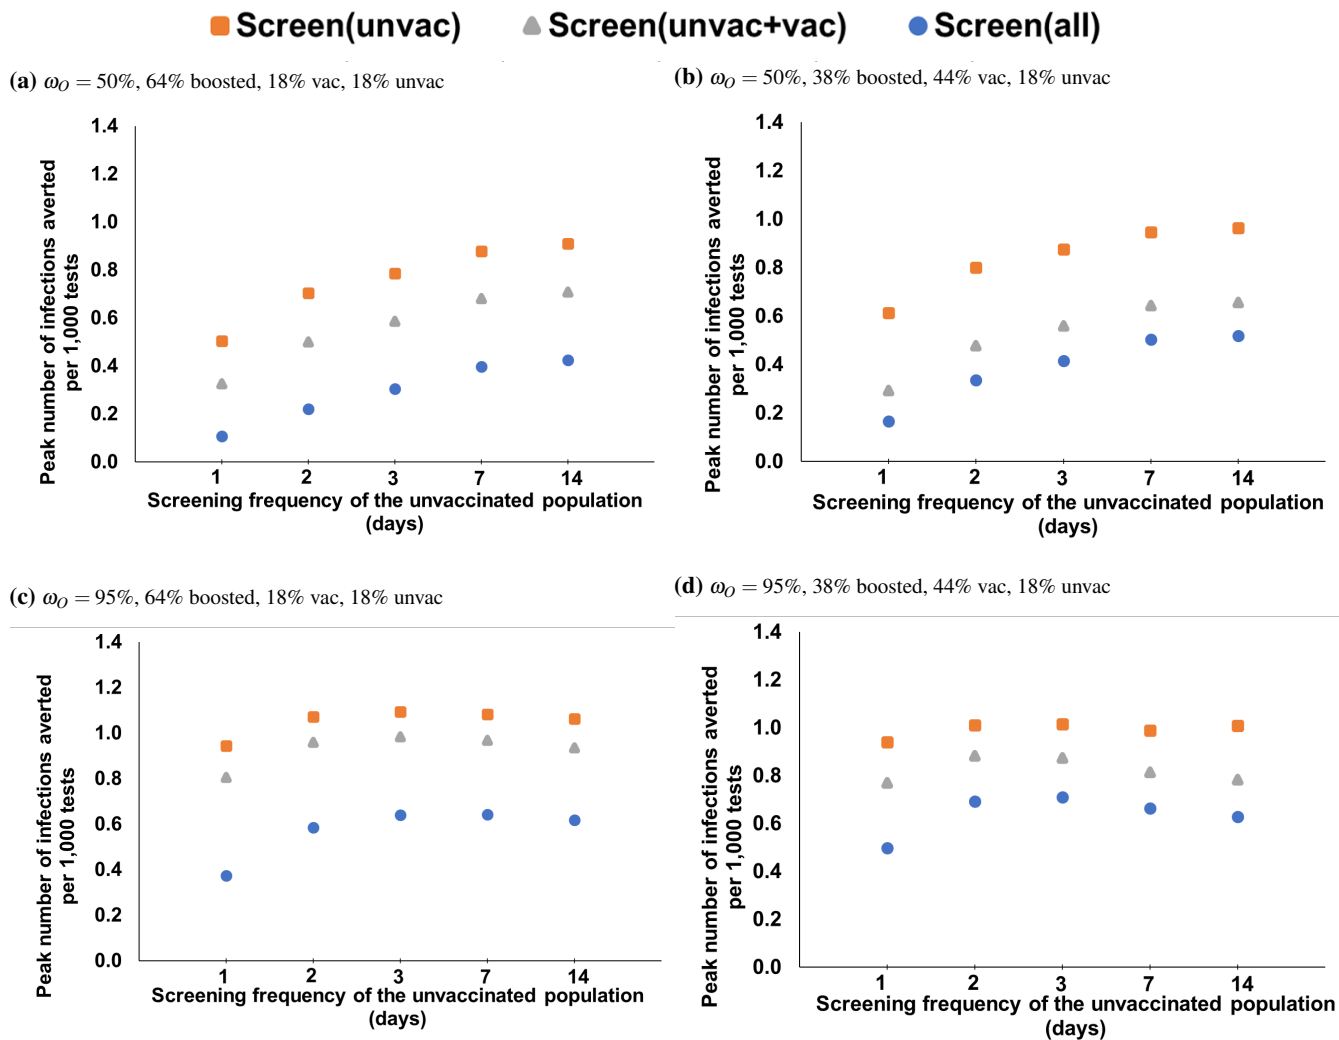 Screen(unvac) Screen(unvac+vac) Screen(all)
(a) ω_O = 50%, 64% boosted, 18% vac, 18% unvac
Peak number of infections averted
per 1,000 tests
1.4
1.2
1.0
0.8
0.6
0.4
0.2
0.0
1 2 3 7 14
Screening frequency of the unvaccinated population
(days)
(b) ω_O = 50%, 38% boosted, 44% vac, 18% unvac
Peak number of infections averted
per 1,000 tests
1.4
1.2
1.0
0.8
0.6
0.4
0.2
0.0
1 2 3 7 14
Screening frequency of the unvaccinated population
(days)
(c) ω_O = 95%, 64% boosted, 18% vac, 18% unvac
Peak number of infections averted
per 1,000 tests
1.4
1.2
1.0
0.8
0.6
0.4
0.2
0.0
1 2 3 7 14
Screening frequency of the unvaccinated population
(days)
(d) ω_O = 95%, 38% boosted, 44% vac, 18% unvac
Peak number of infections averted
per 1,000 tests
1.4
1.2
1.0
0.8
0.6
0.4
0.2
0.0
1 2 3 7 14
Screening frequency of the unvaccinated population
(days)